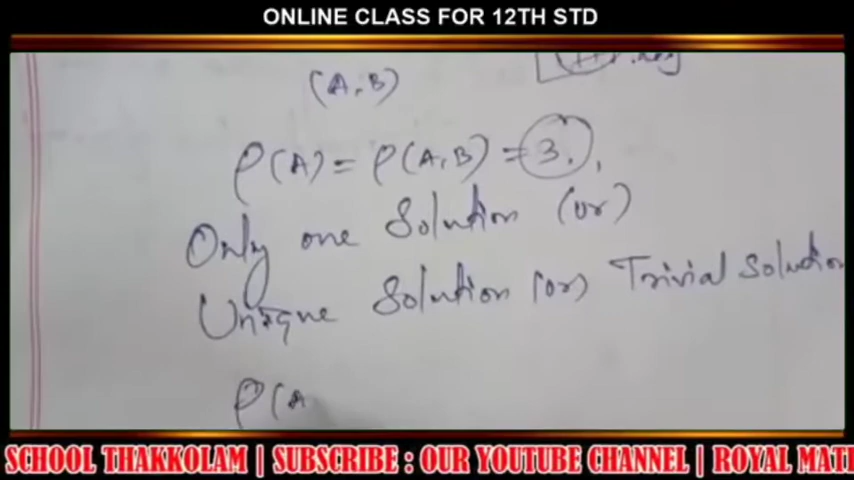 ONLINE CLASS FOR 12TH STD
(A, B)
ρ(A) = ρ(A, B) = 3.,
Only one Solution (or)
Unique Solution (or) Trivial Solution
ρ(A
SCHOOL THAKKOLAM | SUBSCRIBE : OUR YOUTUBE CHANNEL | ROYAL MAT